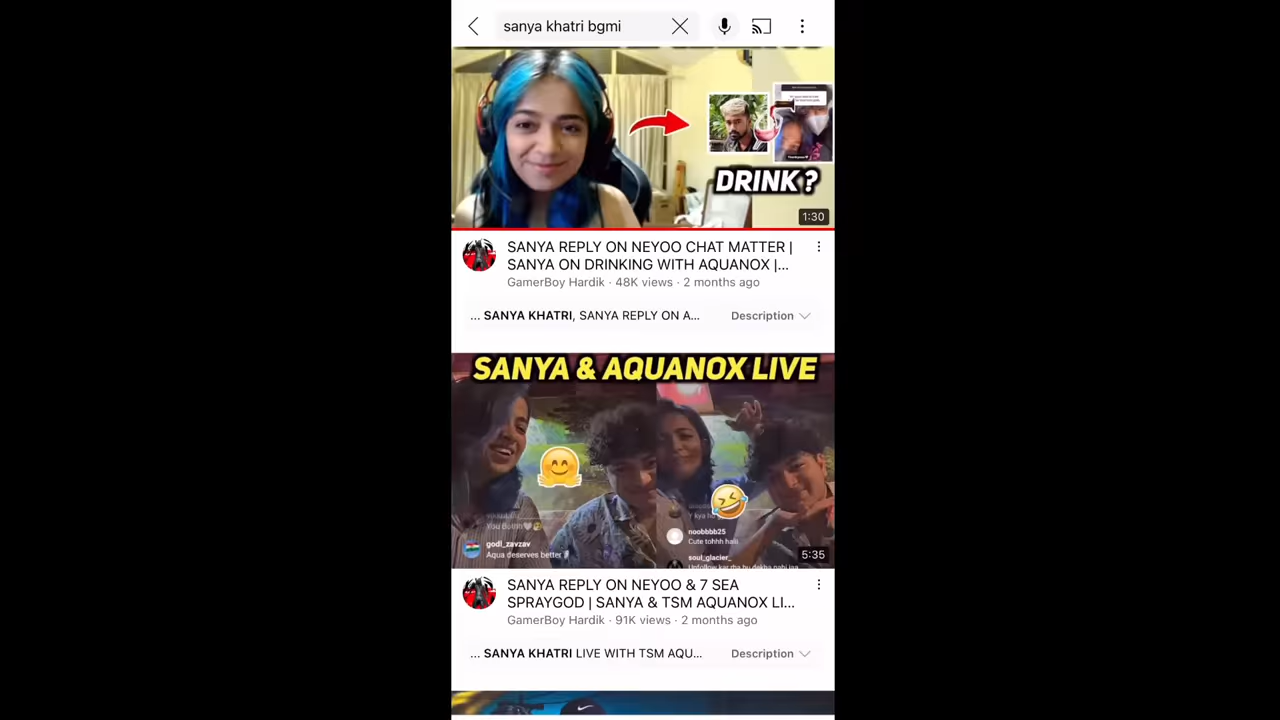 sanya khatri bgmi
DRINK ?
1:30
SANYA REPLY ON NEYOO CHAT MATTER |
SANYA ON DRINKING WITH AQUANOX |...
GamerBoy Hardik · 48K views · 2 months ago
... SANYA KHATRI, SANYA REPLY ON A...
Description
SANYA & AQUANOX LIVE
godl_zavzav
Aqua deserves better
noobbbb25
Cute tohhh haii
soul_glacier_
5:35
SANYA REPLY ON NEYOO & 7 SEA
SPRAYGOD | SANYA & TSM AQUANOX LI...
GamerBoy Hardik · 91K views · 2 months ago
... SANYA KHATRI LIVE WITH TSM AQU...
Description